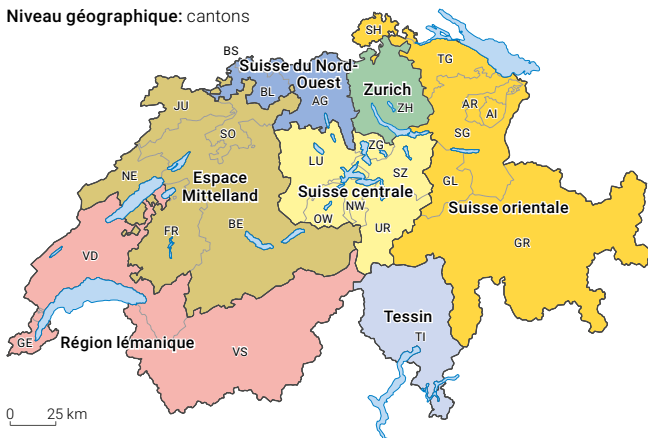 Niveau géographique: cantons
SH
BS
Suisse du Nord-
Ouest
TG
BL
Zurich
JU
AG
ZH
AR
AI
SO
SG
ZG
LU
SZ
NE
Espace
Mittelland
GL
Suisse centrale
NW
Suisse orientale
OW
FR
BE
UR
GR
VD
Tessin
TI
GE
Région lémanique
VS
0 25 km